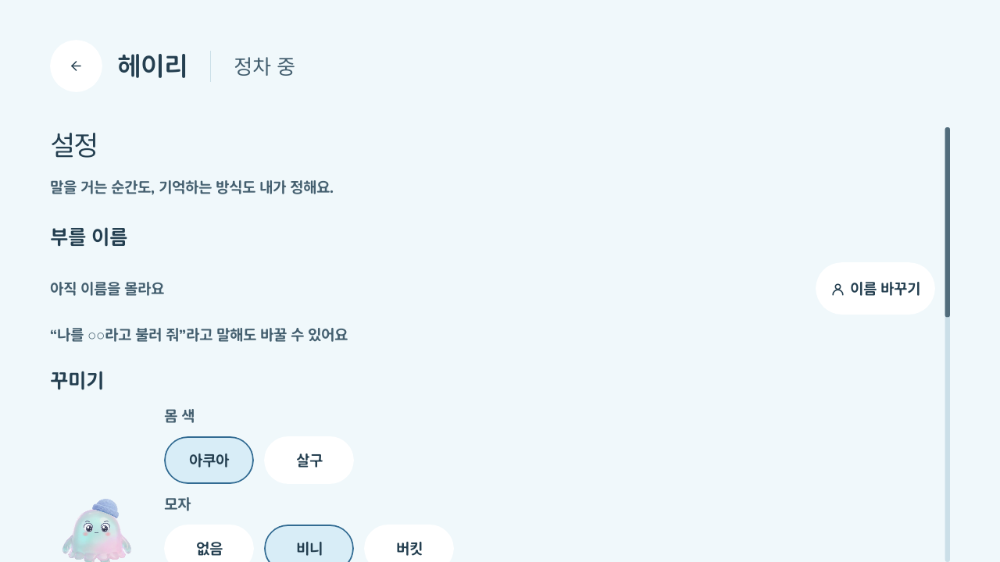 헤이리
정차 중
설정
말을 거는 순간도, 기억하는 방식도 내가 정해요.
부를 이름
아직 이름을 몰라요
이름 바꾸기
“나를 ○○라고 불러 줘”라고 말해도 바꿀 수 있어요
꾸미기
몸 색
아쿠아
살구
모자
없음
비니
버킷